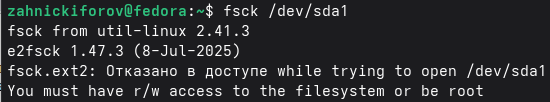 zahnickiforov@fedora:~$ fsck /dev/sda1
fsck from util-linux 2.41.3
e2fsck 1.47.3 (8-Jul-2025)
fsck.ext2: Отказано в доступе while trying to open /dev/sda1
You must have r/w access to the filesystem or be root